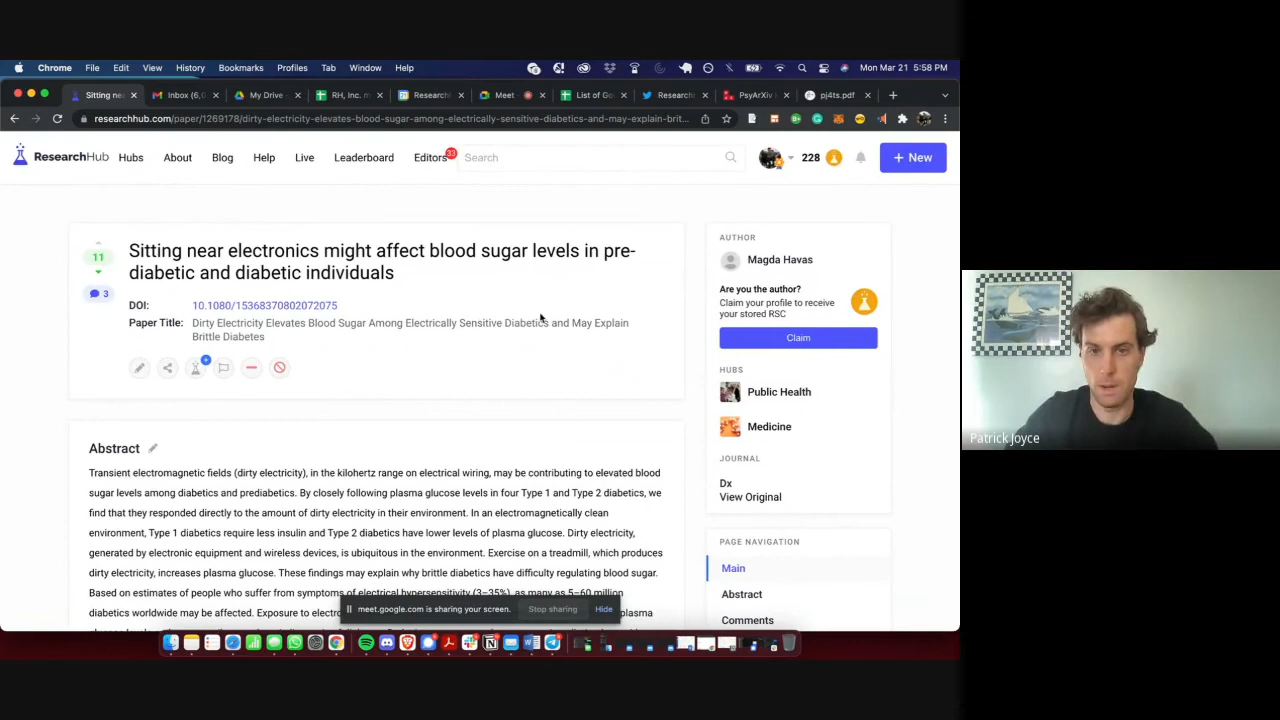 Chrome File Edit View History Bookmarks Profiles Tab Window Help Mon Mar 21 5:58 PM
Sitting ne Inbox (6,0 My Drive - RH, Inc. m Research Meet List of Go Research PsyArXiv pj4ts.pdf
researchhub.com/paper/1269178/dirty-electricity-elevates-blood-sugar-among-electrically-sensitive-diabetics-and-may-explain-brit...
ResearchHub Hubs About Blog Help Live Leaderboard Editors 33 Search 228 + New
11
Sitting near electronics might affect blood sugar levels in pre-
diabetic and diabetic individuals
3
DOI: 10.1080/15368370802072075
Paper Title: Dirty Electricity Elevates Blood Sugar Among Electrically Sensitive Diabetics and May Explain
Brittle Diabetes
Abstract
Transient electromagnetic fields (dirty electricity), in the kilohertz range on electrical wiring, may be contributing to elevated blood
sugar levels among diabetics and prediabetics. By closely following plasma glucose levels in four Type 1 and Type 2 diabetics, we
find that they responded directly to the amount of dirty electricity in their environment. In an electromagnetically clean
environment, Type 1 diabetics require less insulin and Type 2 diabetics have lower levels of plasma glucose. Dirty electricity,
generated by electronic equipment and wireless devices, is ubiquitous in the environment. Exercise on a treadmill, which produces
dirty electricity, increases plasma glucose. These findings may explain why brittle diabetics have difficulty regulating blood sugar.
Based on estimates of people who suffer from symptoms of electrical hypersensitivity (3–35%), as many as 5–60 million
diabetics worldwide may be affected. Exposure to electro plasma
meet.google.com is sharing your screen. Stop sharing Hide
AUTHOR
Magda Havas
Are you the author?
Claim your profile to receive
your stored RSC
Claim
HUBS
Public Health
Medicine
JOURNAL
Dx
View Original
PAGE NAVIGATION
Main
Abstract
Comments
Patrick Joyce